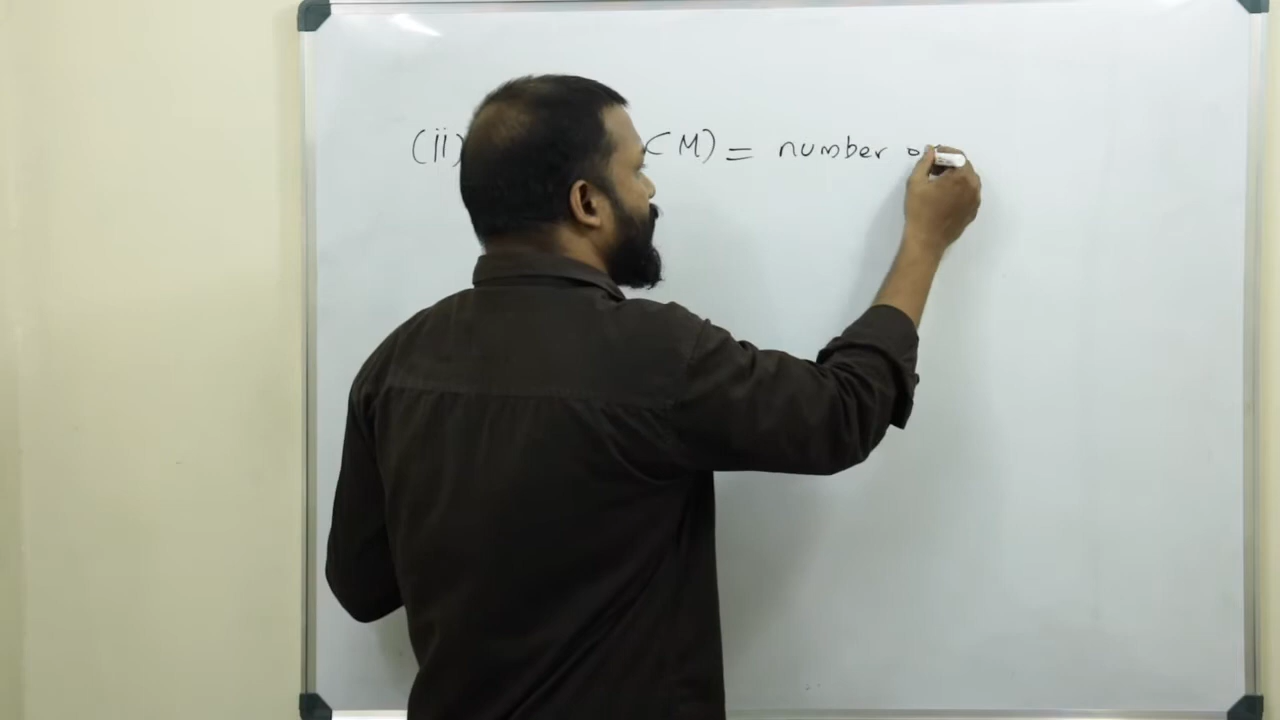 (ii) (M) = number